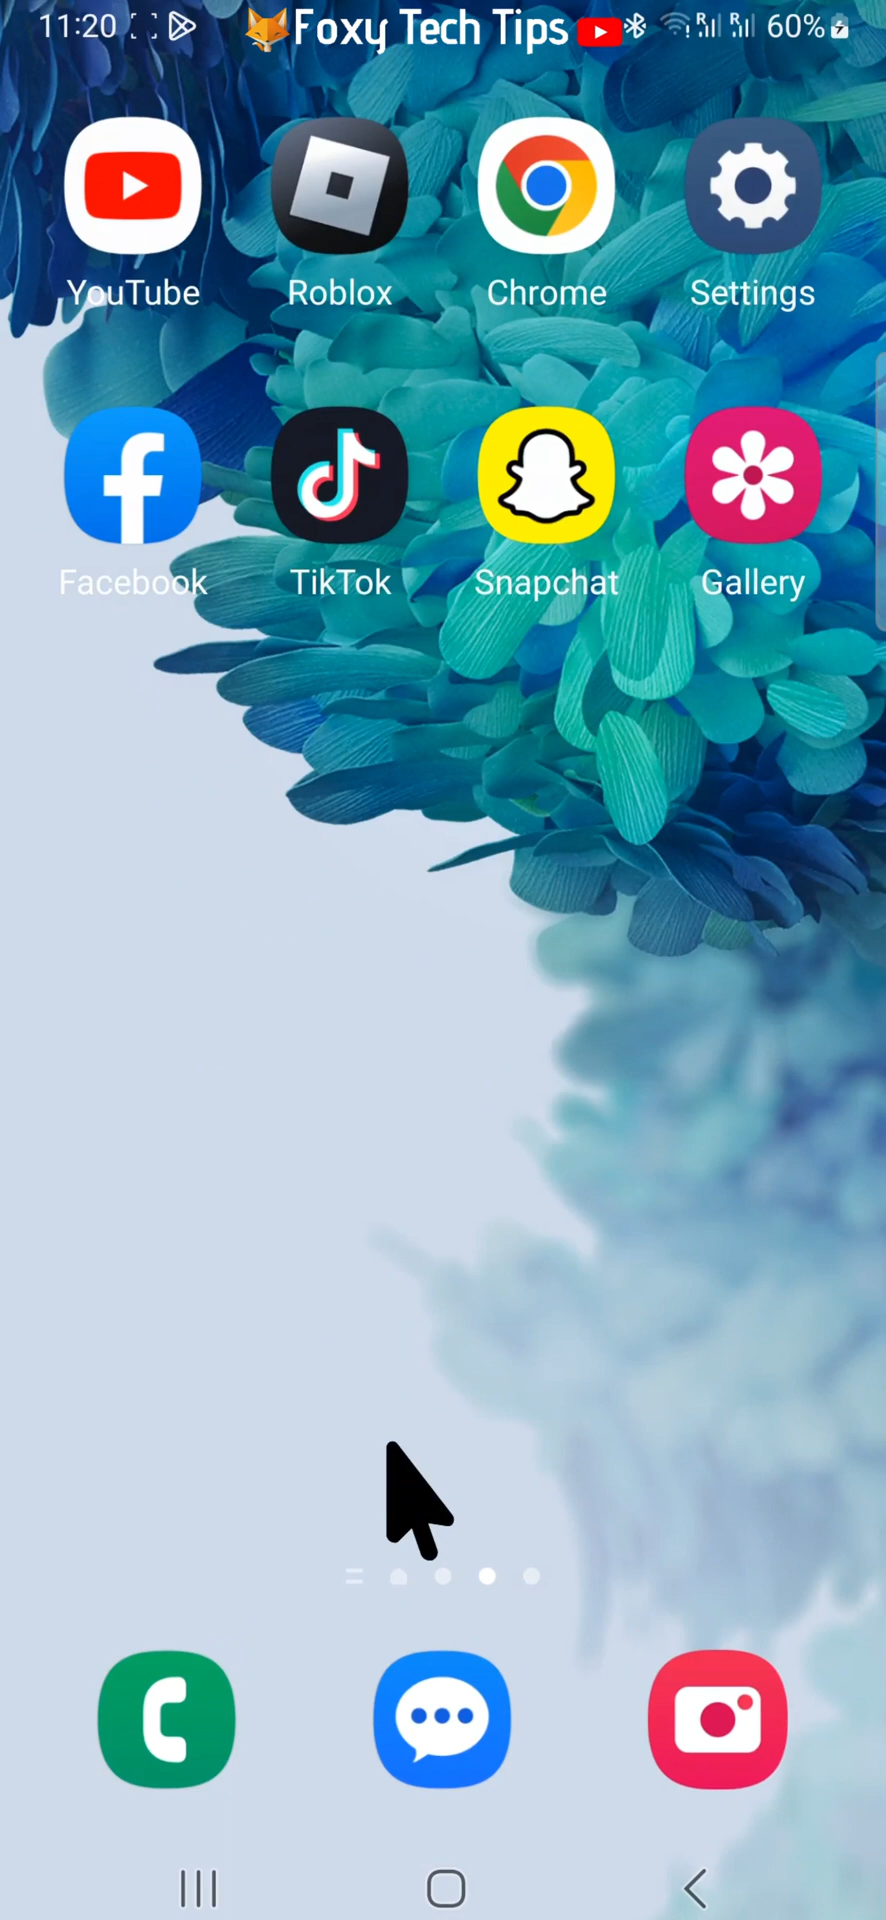 11:20 Foxy Tech Tips 60%
YouTube Roblox Chrome Settings
Facebook TikTok Snapchat Gallery